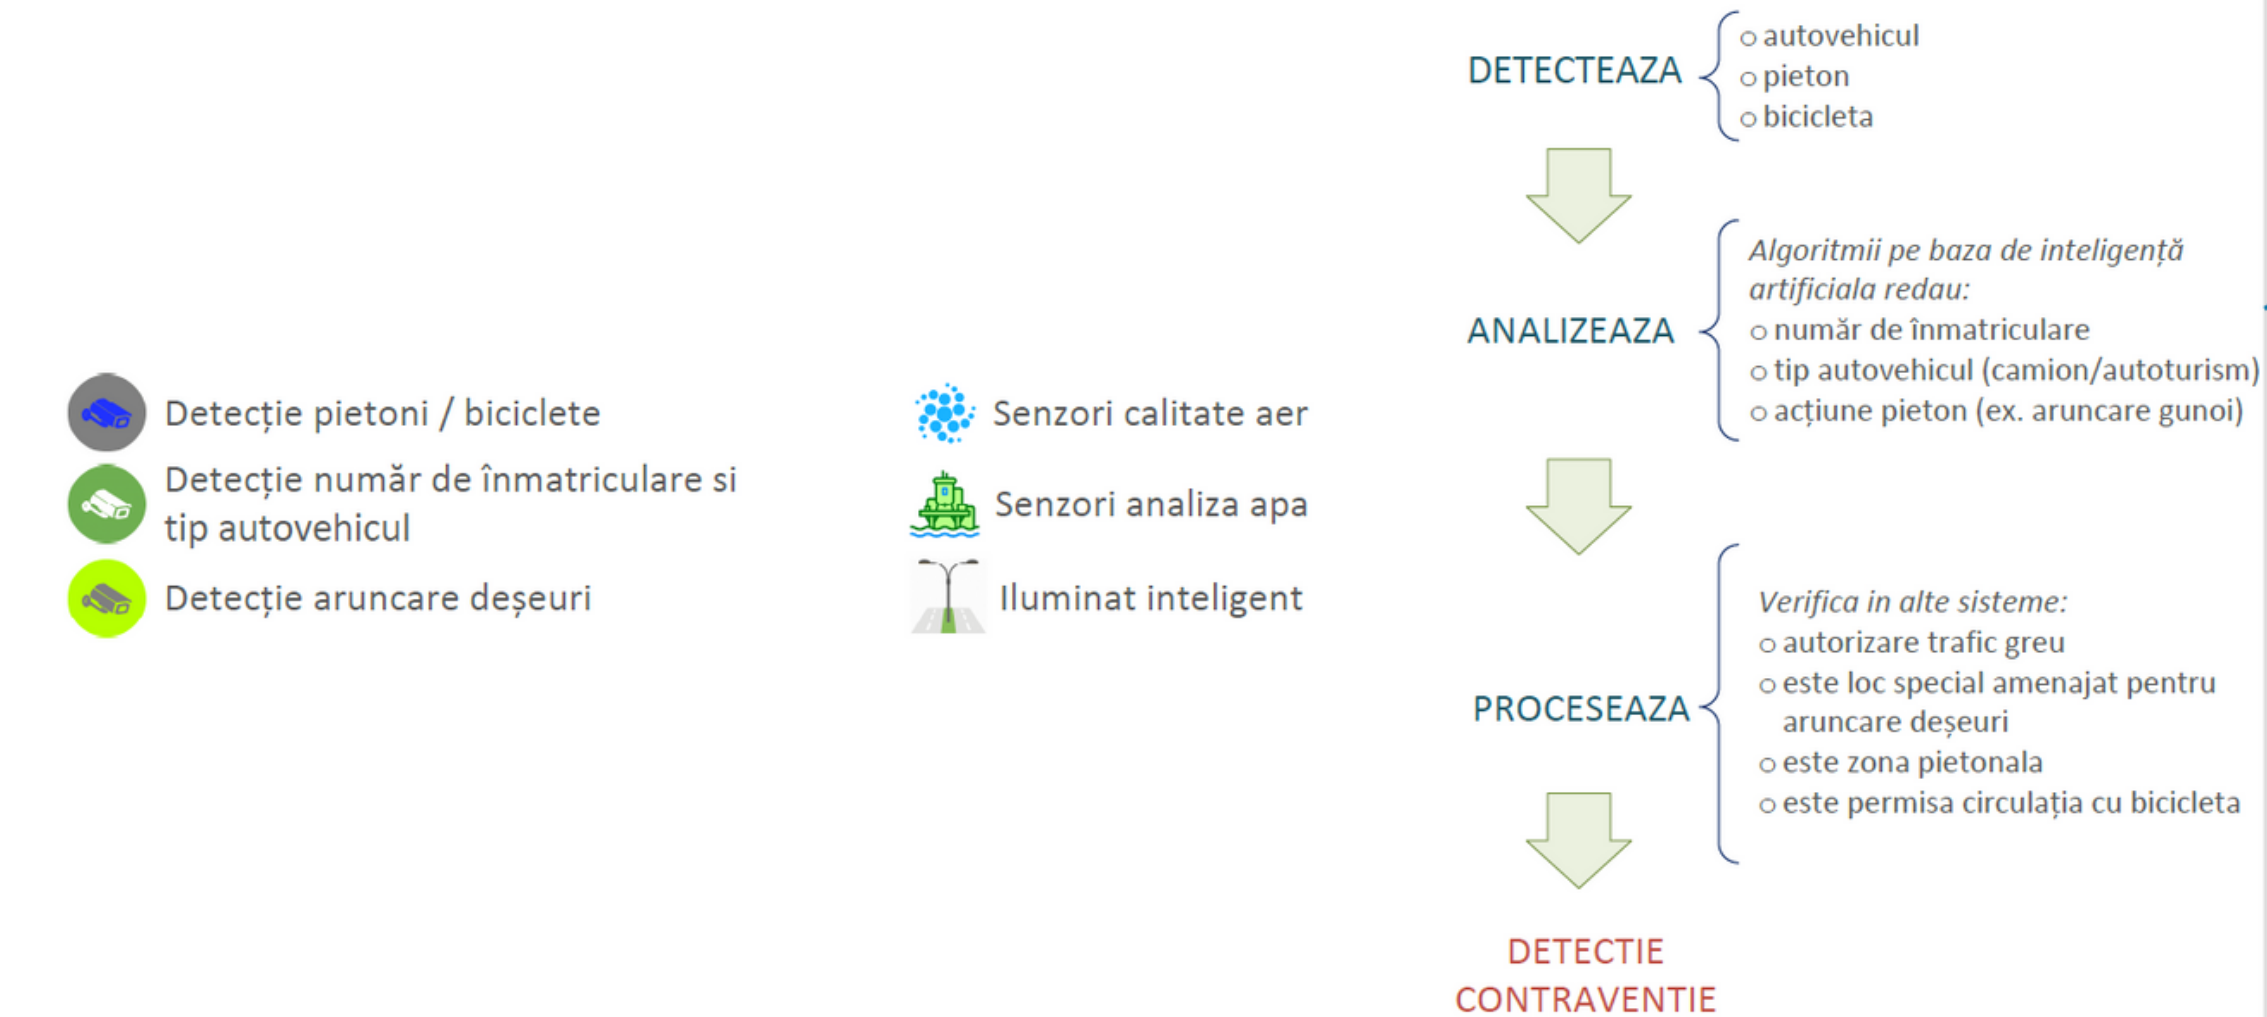 Detecție pietoni / biciclete
Detecție număr de înmatriculare si
tip autovehicul
Detecție aruncare deșeuri
Senzori calitate aer
Senzori analiza apa
Iluminat inteligent
DETECTEAZA
o autovehicul
o pieton
o bicicleta
ANALIZEAZA
Algoritmii pe baza de inteligență
artificiala redau:
o număr de înmatriculare
o tip autovehicul (camion/autoturism)
o acțiune pieton (ex. aruncare gunoi)
PROCESEAZA
Verifica in alte sisteme:
o autorizare trafic greu
o este loc special amenajat pentru
aruncare deșeuri
o este zona pietonala
o este permisa circulația cu bicicleta
DETECTIE
CONTRAVENTIE